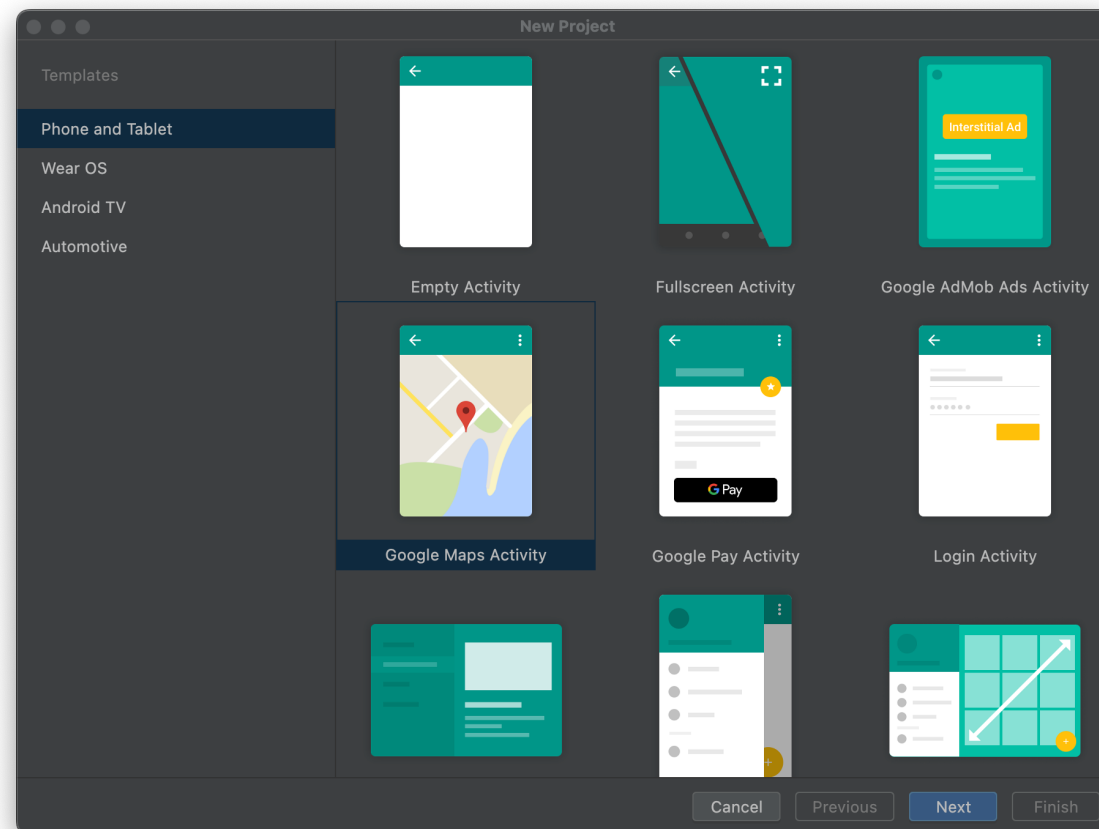 New Project
Templates
Phone and Tablet
Wear OS
Android TV
Automotive
Interstitial Ad
Empty Activity
Fullscreen Activity
Google AdMob Ads Activity
G Pay
Google Maps Activity
Google Pay Activity
Login Activity
Cancel
Previous
Next
Finish